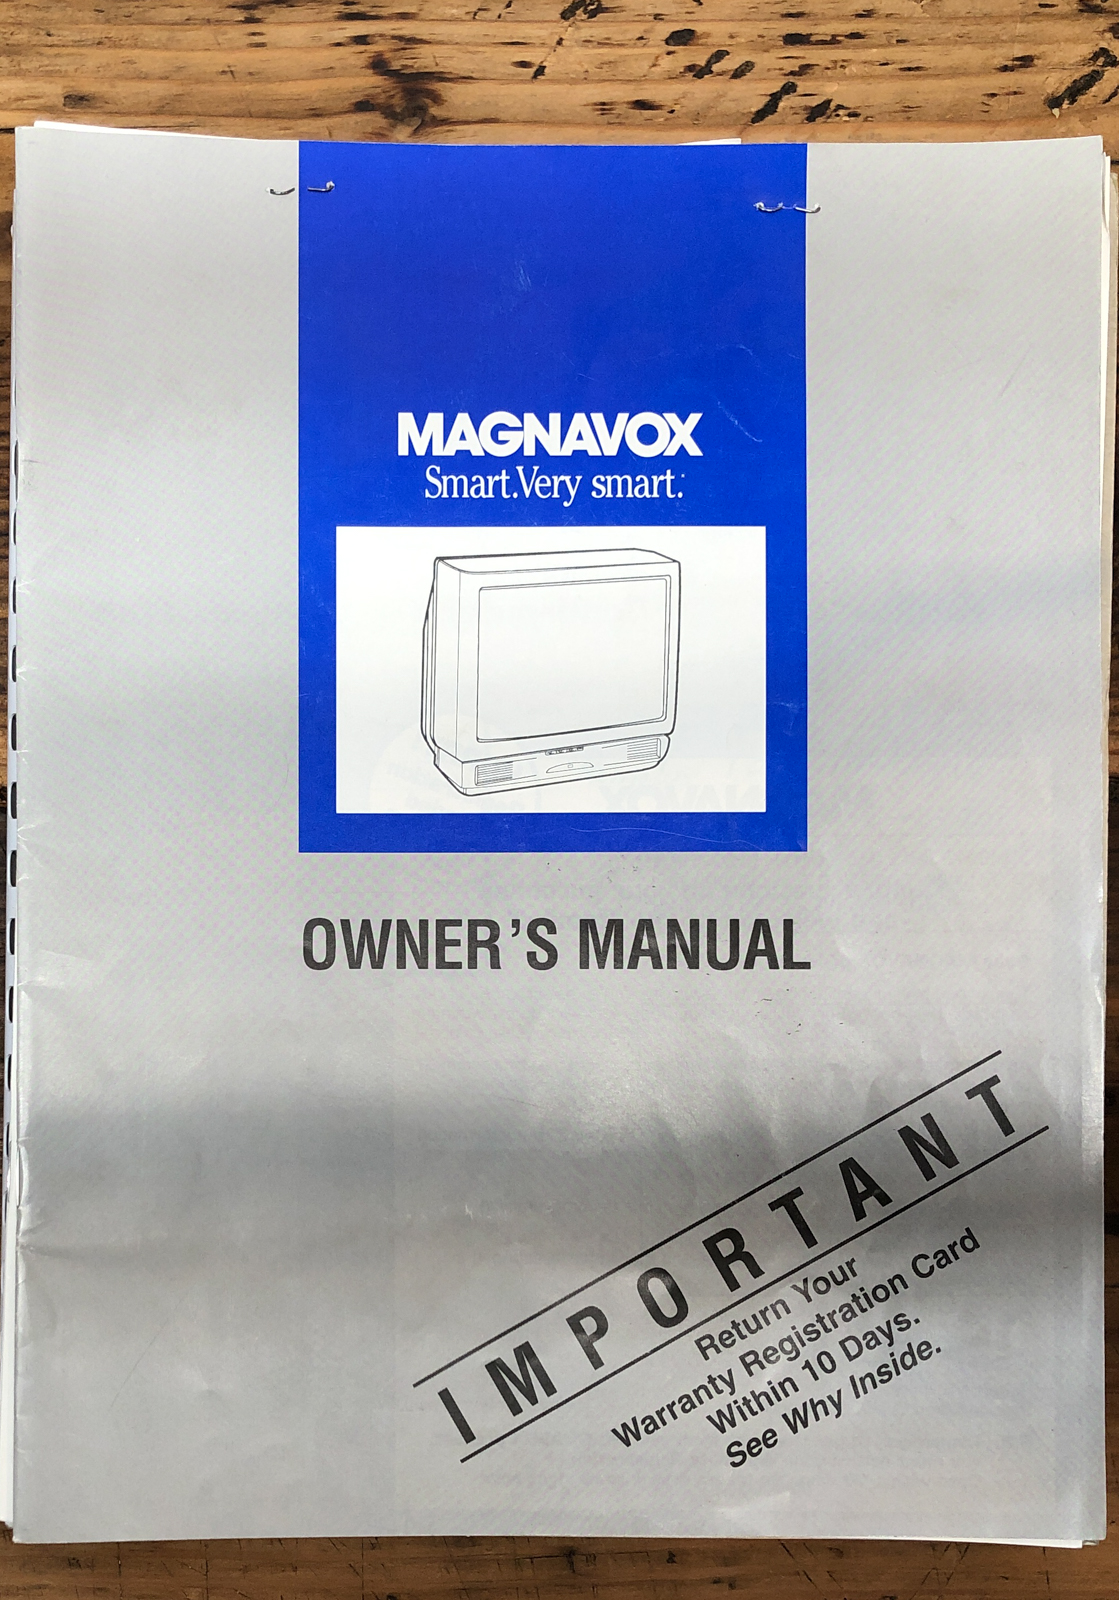 MAGNAVOX
Smart.Very smart.
OWNER'S MANUAL
IMPORTANT
Return Your
Warranty Registration Card
Within 10 Days.
See Why Inside.